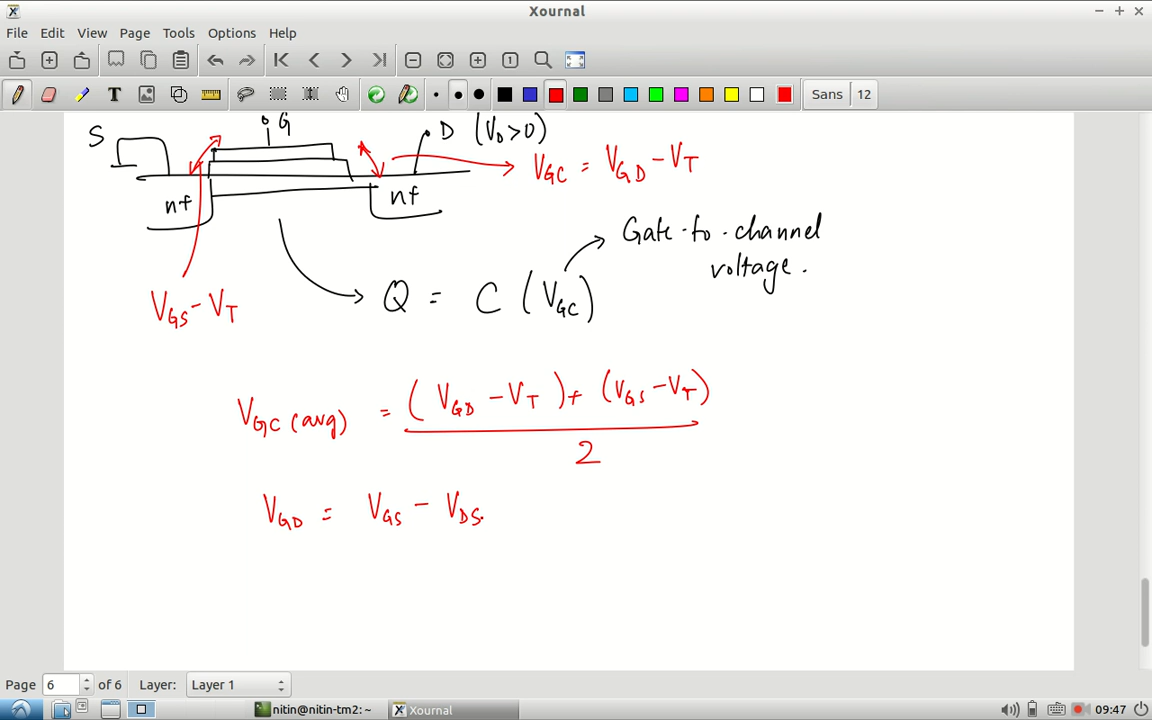 Xournal
File Edit View Page Tools Options Help
Sans 12
S
G
D (V_D>0)
V_GC = V_GD - V_T
n+
n+
Gate-to-channel
voltage.
V_GS - V_T
Q = C (V_GC)
V_GC(avg) = (V_GD - V_T) + (V_GS - V_T)
2
V_GD = V_GS - V_DS.
Page 6 of 6 Layer: Layer 1
nitin@nitin-tm2: ~ Xournal 09:47